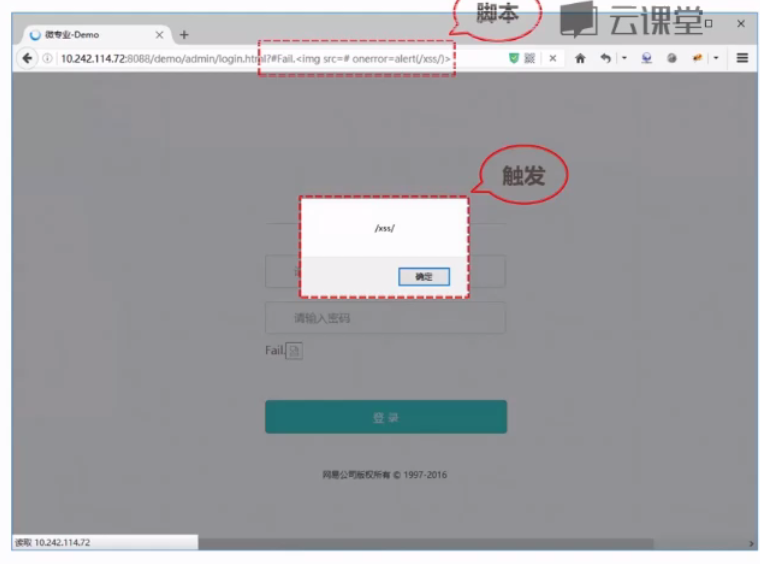 脚本
云课堂
微专业-Demo
10.242.114.72:8088/demo/admin/login.html?#Fail.<img src=# onerror=alert(/xss/)>
触发
/xss/
确定
请输入密码
Fail.
登 录
网易公司版权所有 © 1997-2016
读取 10.242.114.72